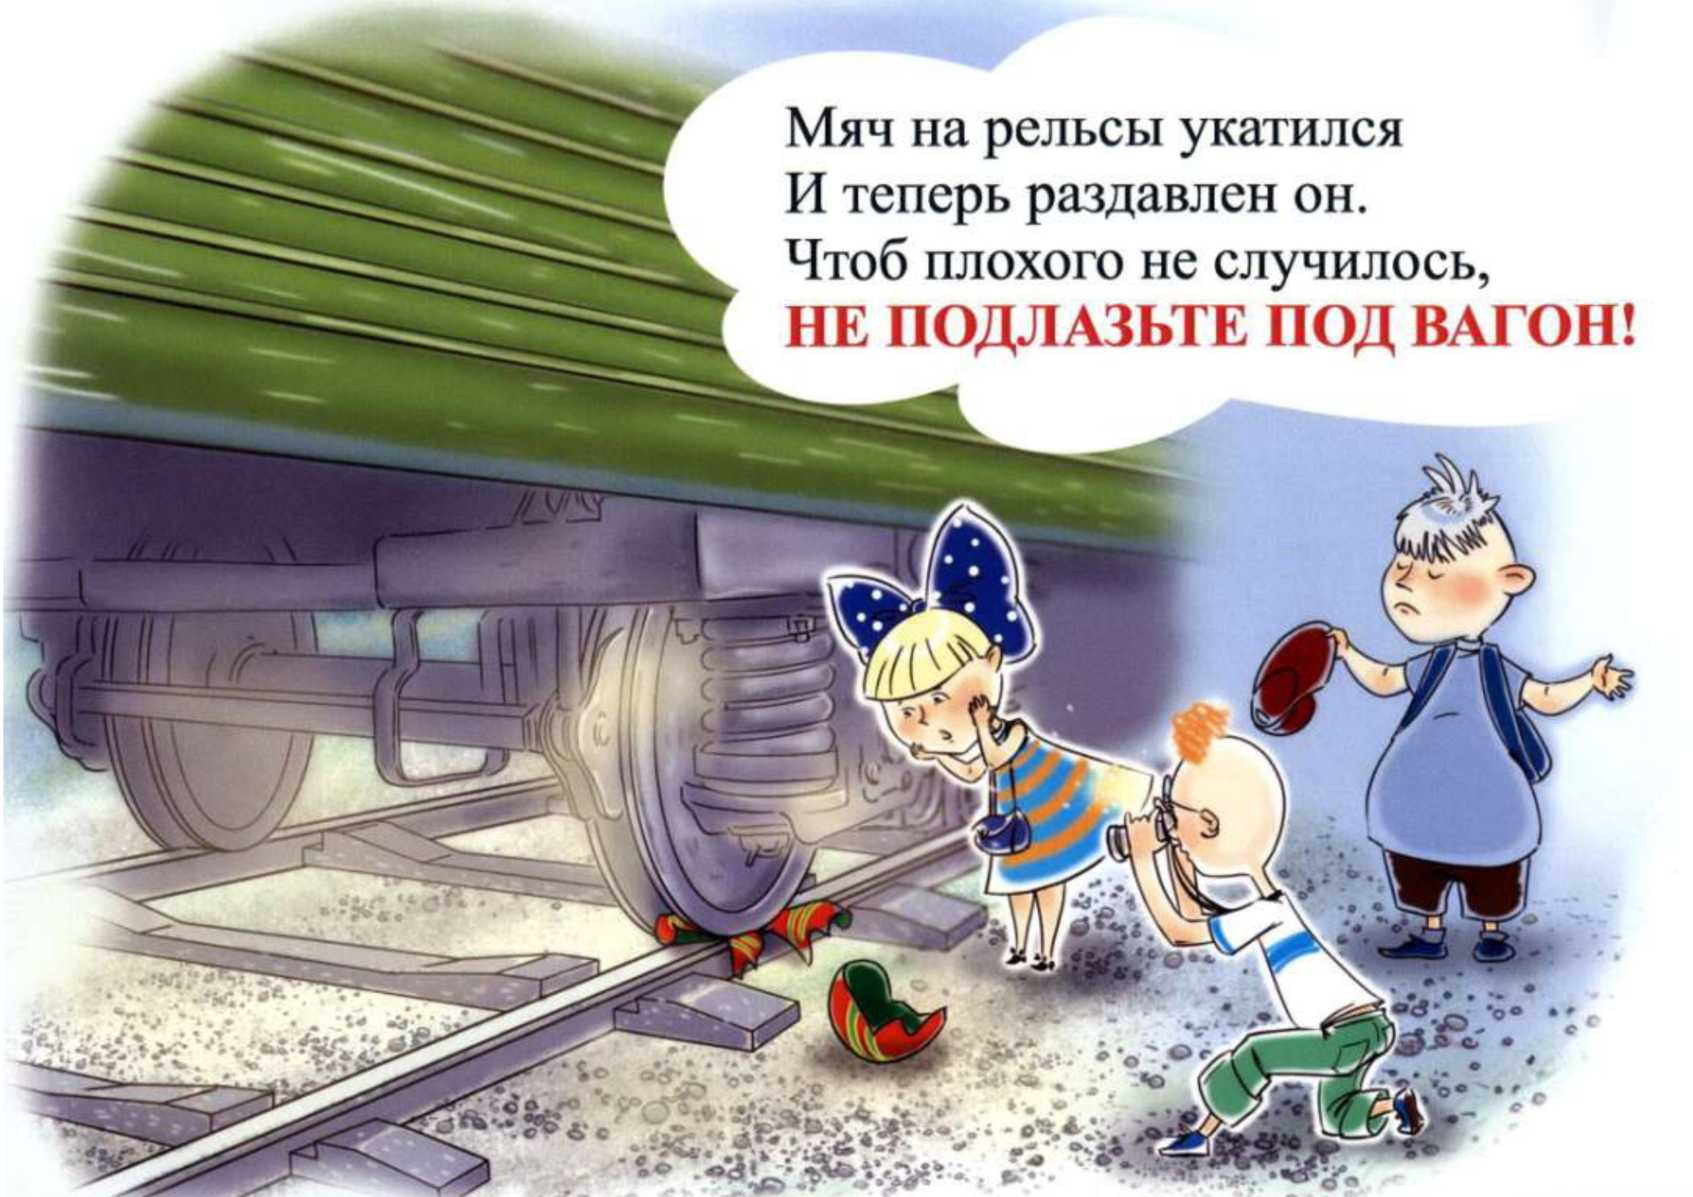 Мяч на рельсы укатился
И теперь раздавлен он.
Чтоб плохого не случилось,
НЕ ПОДЛАЗЬТЕ ПОД ВАГОН!